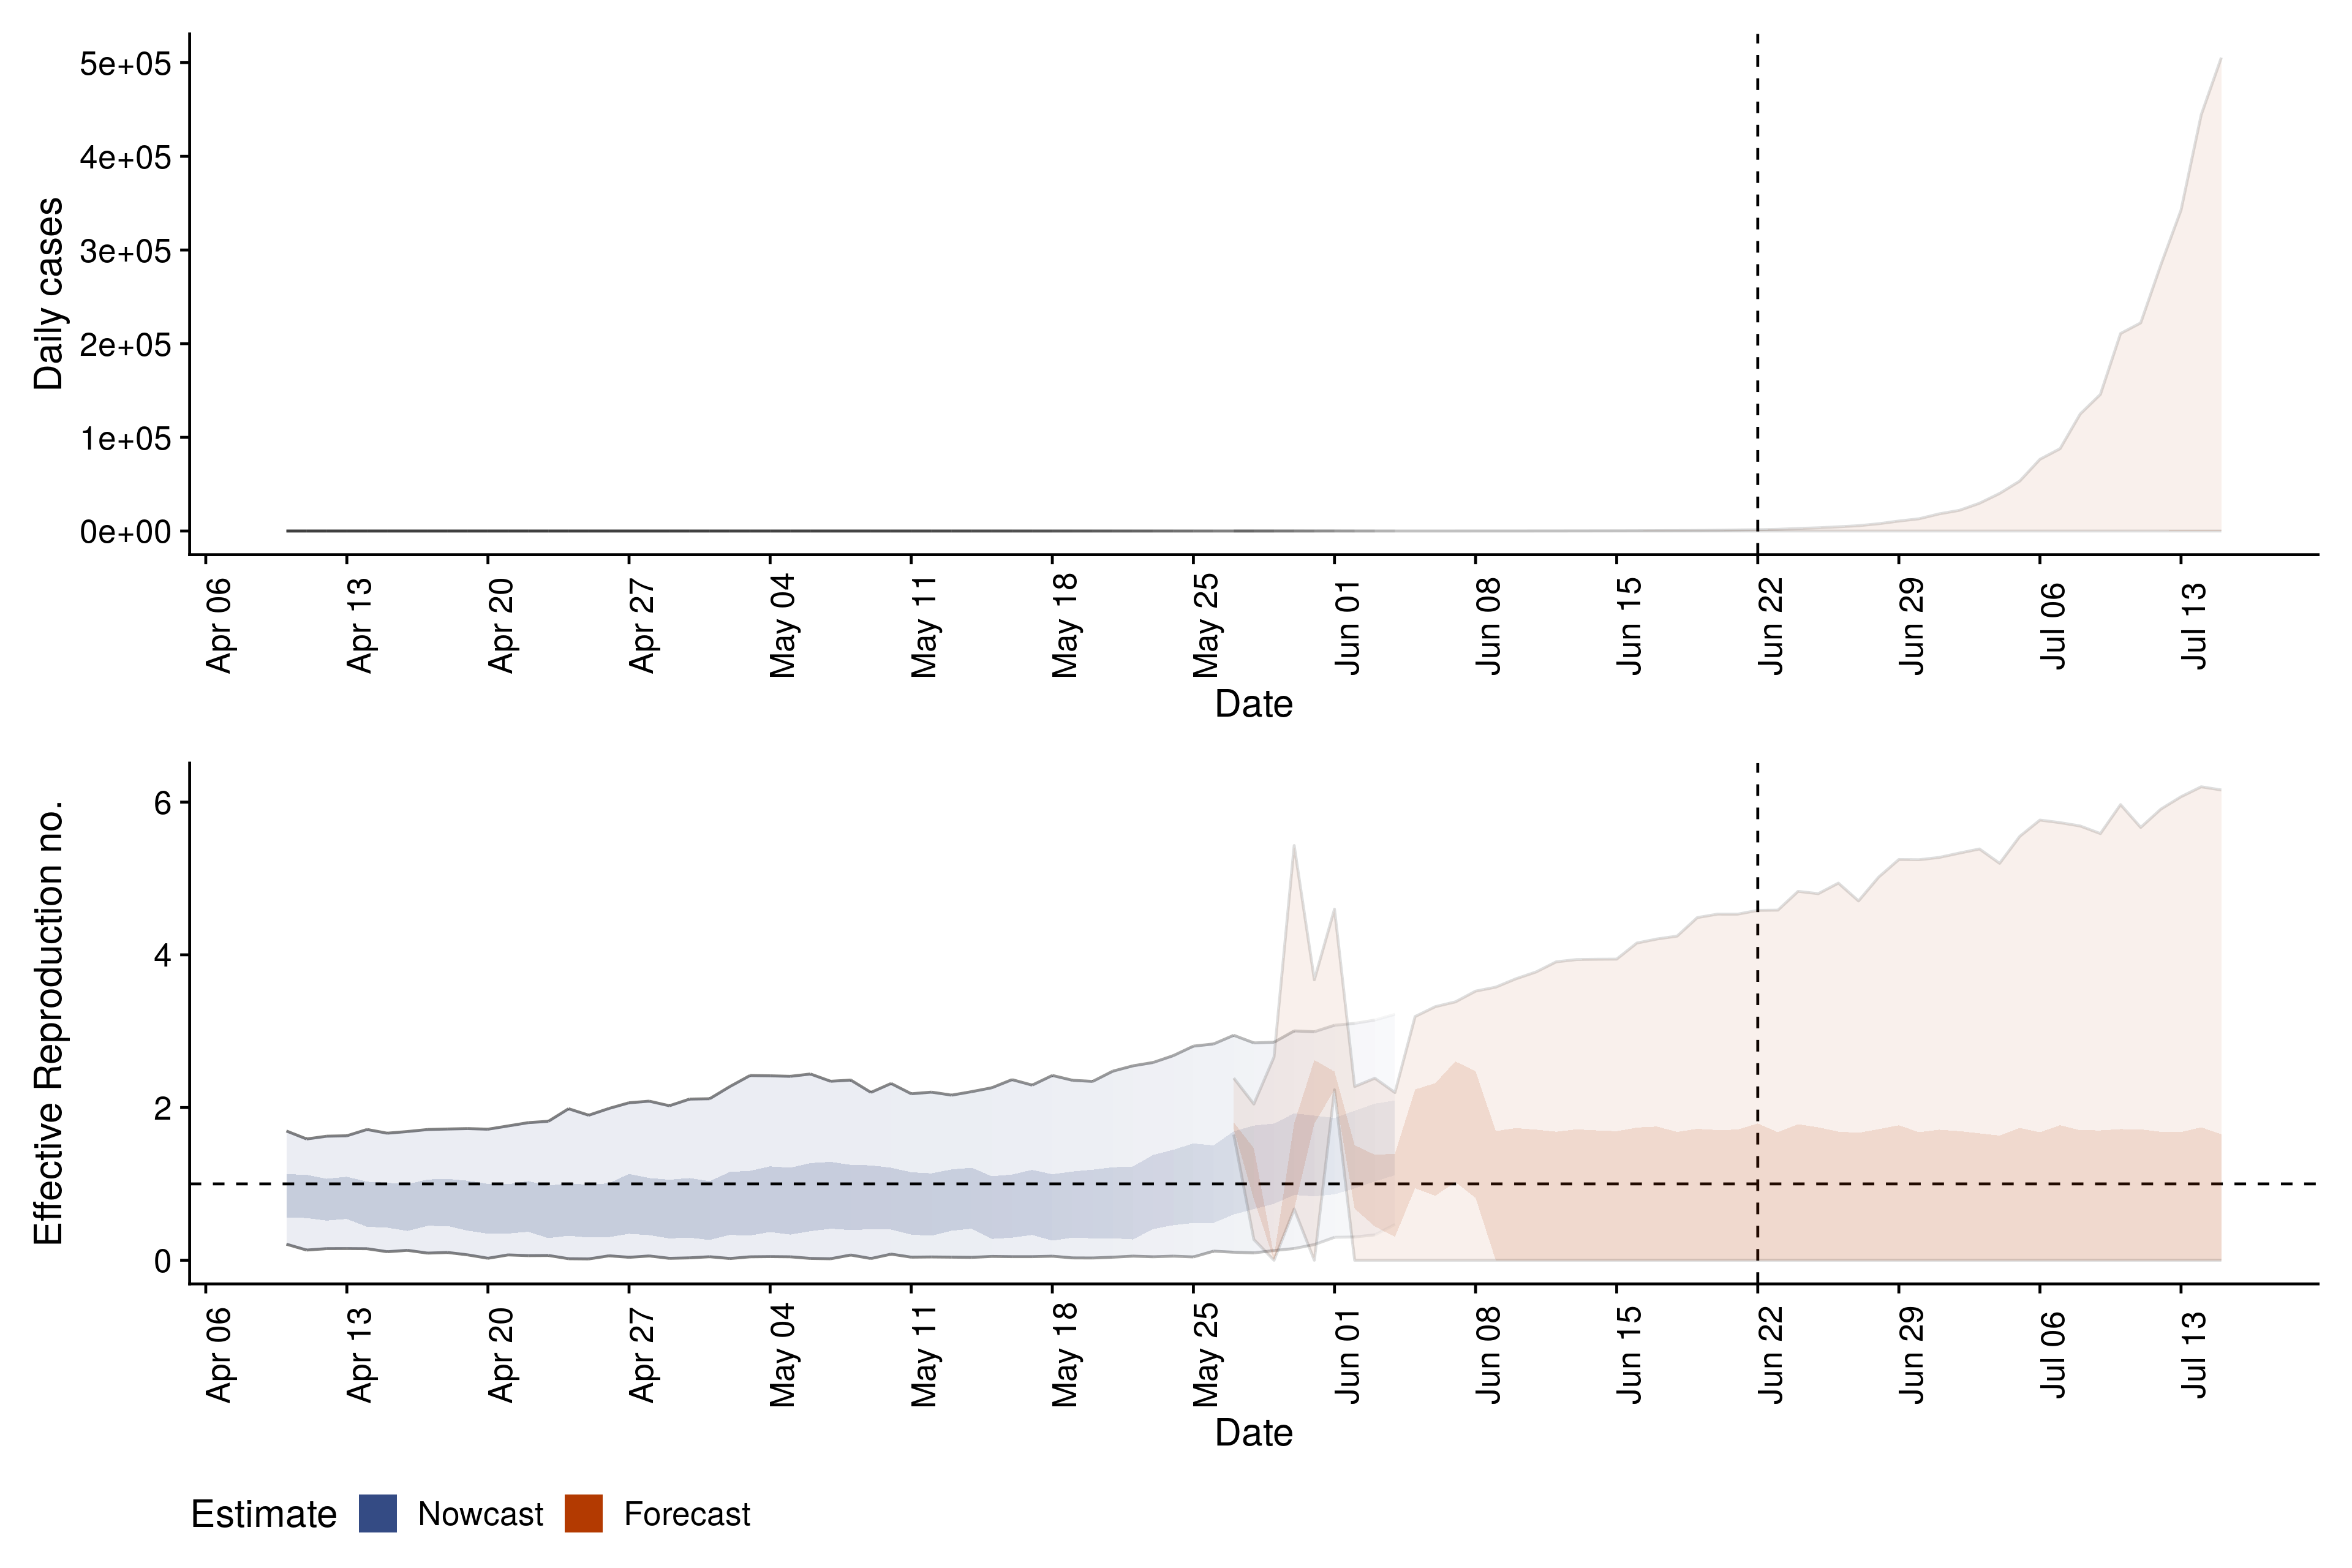 Daily cases
5e+05
4e+05
3e+05
2e+05
1e+05
0e+00
Apr 06
Apr 13
Apr 20
Apr 27
May 04
May 11
May 18
May 25
Jun 01
Jun 08
Jun 15
Jun 22
Jun 29
Jul 06
Jul 13
Date
Effective Reproduction no.
6
4
2
0
Apr 06
Apr 13
Apr 20
Apr 27
May 04
May 11
May 18
May 25
Jun 01
Jun 08
Jun 15
Jun 22
Jun 29
Jul 06
Jul 13
Date
Estimate Nowcast Forecast